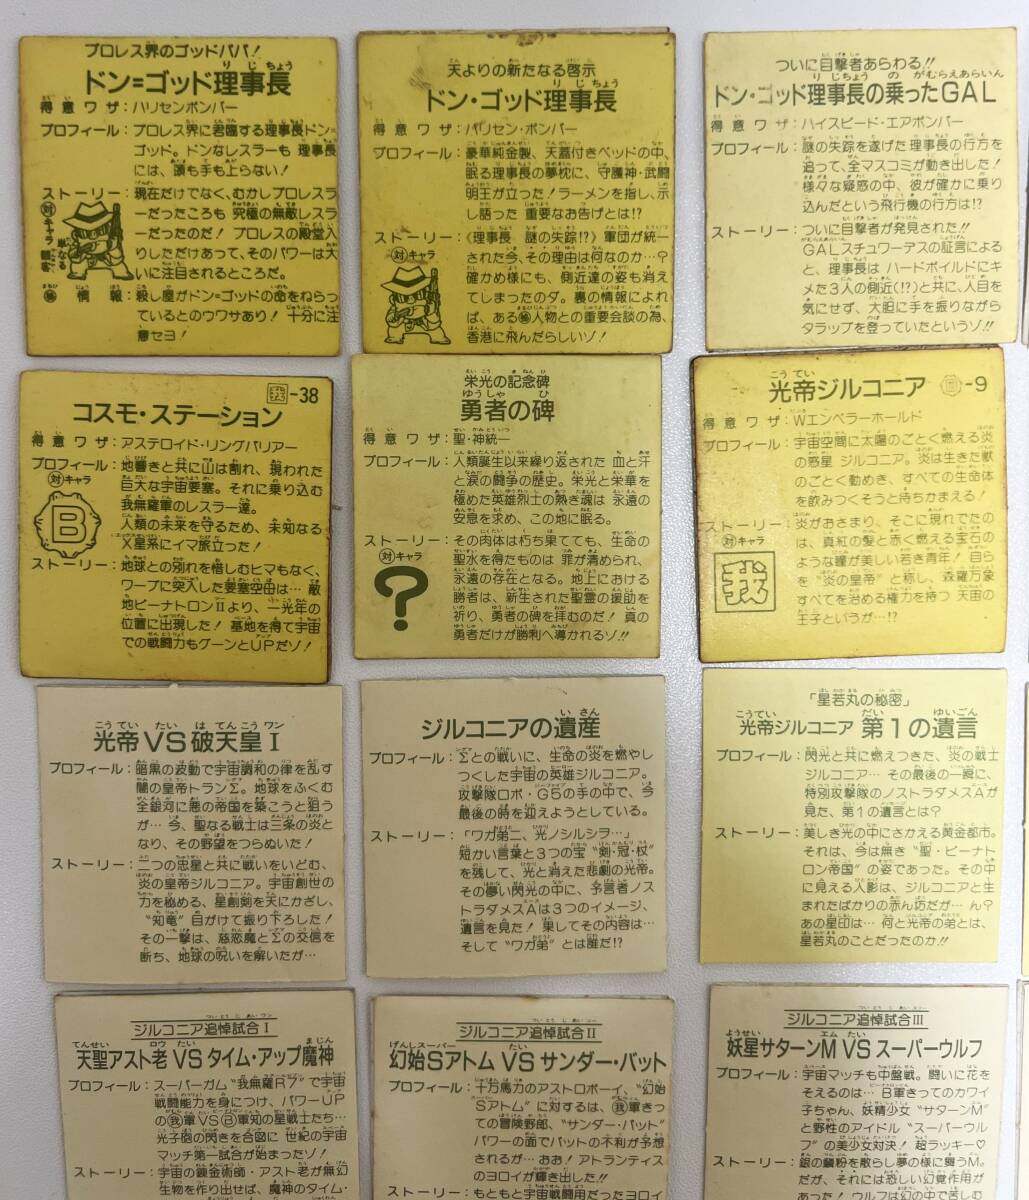 プロレス界のゴッドパパ！
ドン=ゴッド理事長
得意ワザ：ハリセンボンバー
プロフィール：プロレス界に君臨する理事長ドン=
ゴッド。ドンなレスラーも 理事長
には、頭も手も上らない！
ストーリー：現在だけでなく、むかしプロレスラ
ーだったころも 究極の無敵レスラ
ーだったのだ！ プロレスの殿堂入
りしただけあって、そのパワーは大
いに注目されるところだ。
対キャラ
単なる観客
㊙情報：殺し屋がドン=ゴッドの命をねらっ
ているとのウワサあり！ 十分に注
意セヨ！
天よりの新たなる啓示
ドン・ゴッド理事長
得意ワザ：ハリセン・ボンバー
プロフィール：豪華純金製、天蓋付きベッドの中、
眠る理事長の夢枕に、守護神・武闘
明王が立った！ ラーメンを指し、示
し語った 重要なお告げとは!?
ストーリー：《理事長 謎の失踪!?》軍団が統一
された今、その理由は何なのか…？
確かめ様にも、側近達の姿も消え
てしまったのダ。裏の情報によれ
ば、ある㊙人物との重要会談の為、
香港に飛んだらしいゾ！
対キャラ
ついに目撃者あらわる!!
ドン・ゴッド理事長の乗ったGAL
得意ワザ：ハイスピード・エアボンバー
プロフィール：謎の失踪を遂げた 理事長の行方を
追って、全マスコミが動き出した！
様々な疑惑の中、彼が確かに乗り
込んだという飛行機の行方は!?
ストーリー：ついに目撃者が発見された!!
GALスチュワーデスの証言による
と、理事長は ハードボイルドにキ
メた3人の側近(!?)と共に、人目を
気にせず、大胆に手を振りながら
タラップを登っていたというゾ!!
我-38
コスモ・ステーション
得意ワザ：アステロイド・リングバリアー
プロフィール：地響きと共に山は割れ、現われた
巨大な宇宙要塞。それに乗り込む
我無羅軍のレスラー達。
人類の未来を守るため、未知なる
X星系にイマ旅立った！
対キャラ
B
ストーリー：地球との別れを惜しむヒマもなく、
ワープに突入した要塞空母は…敵
地ビーナトロンⅡより、一光年の
位置に出現した！ 基地を得て宇宙
での戦闘力もグーンとUPだゾ！
栄光の記念碑
勇者の碑
得意ワザ：聖・神統一
プロフィール：人類誕生以来繰り返された 血と汗
と涙の闘争の歴史。栄光と栄華を
極めた英雄烈士の熱き魂は 永遠の
安息を求め、この地に眠る。
ストーリー：その肉体は朽ち果てても、生命の
聖水を得たものは 罪が清められ、
永遠の存在となる。地上における
勝者は、新生された聖霊の援助を
祈り、勇者の碑を拝むのだ！ 真の
勇者だけが勝利へ導かれるゾ!!
対キャラ
？
光帝ジルコニア
-9
得意ワザ：Wエンペラーホールド
プロフィール：宇宙空間に太陽のごとく燃える炎
の惑星 ジルコニア。炎は生きた獣
のごとく動めき、すべての生命体
を飲みつくそうと待ちかまえる！
ストーリー：炎がおさまり、そこに現れでたの
は、真紅の髪と赤く燃える宝石の
ような瞳が美しい若き青年！ 自ら
を“炎の皇帝”と称し、森羅万象
すべてを治める権力を持つ 天宙の
王子というが…!?
対キャラ
我
光帝VS破天皇Ⅰ
プロフィール：暗黒の波動で宇宙調和の律を乱す
闇の皇帝トランΣ。地球をふくむ
全銀河に悪の帝国を築こうと狙う
が… 今、聖なる戦士は三条の炎と
なり、その野望をつらぬいた！
ストーリー：二つの忠星と共に戦いをいどむ、
炎の皇帝ジルコニア。宇宙創世の
力を秘める、星創剣を天にかざし、
“知竜”目がけて振り下ろした！
その一撃は、慈恋魔とΣの交信を
断ち、地球の呪いを解いたが…
ジルコニアの遺産
プロフィール：Σとの戦いに、生命の炎を燃やし
つくした宇宙の英雄ジルコニア。
攻撃隊ロボ・G5の手の中で、今
最後の時を迎えようとしている。
ストーリー：「ワガ第二、光ノシルシヲ…」
短かい言葉と3つの宝“剣・冠・杖”
を残して、光と消えた悲劇の光帝。
その儚い閃光の中に、予言者ノス
トラダメスAは3つのイメージ、
遺言を見た！ 果してその内容は…
そして“ワガ弟”とは誰だ!?
「星若丸の秘密」
光帝ジルコニア 第1の遺言
プロフィール：閃光と共に燃えつきた、炎の戦士
ジルコニア… その最後の一瞬に、
特別攻撃隊のノストラダメスAが
見た、第1の遺言とは？
ストーリー：美しき光の中にさかえる黄金都市。
それは、今は無き“聖・ビーナト
ロン帝国”の姿であった。その中
に見える人影は、ジルコニアと生
まれたばかりの赤ん坊だが…ん？
あの星印は… 何と光帝の弟とは、
星若丸のことだったのか!!
ジルコニア追悼試合Ⅰ
天聖アスト老VSタイム・アップ魔神
プロフィール：スーパーガム“我無羅R7”で宇宙
戦闘能力を身につけ、パワーUP
の我軍VSB軍知の星戦士たち…
光子砲の閃きを合図に 世紀の宇宙
マッチ第一試合が始まったゾ！
ストーリー：宇宙の錬金術師・アスト老が無幻
生物を作り出せば、魔神のタイム・
ジルコニア追悼試合Ⅱ
幻始SアトムVSサンダー・バット
プロフィール：十万馬力のアストロボーイ、“幻始
Sアトム”に対するは、我軍きっ
ての冒険野郎、“サンダー・バット”
パワーの面でバットの不利が予想
されるが… おお！ アトランティス
のヨロイが輝き出した！
ストーリー：もともと宇宙戦闘用だったヨロイ
ジルコニア追悼試合Ⅲ
妖星サターンMVSスーパーウルフ
プロフィール：宇宙マッチも中盤戦。闘いに花を
そえるのは… B軍きってのカワイ
子ちゃん、妖精少女“サターンM”
と野性のアイドル“スーパーウル
フ”の美少女対決！ 超ラッキー♡
ストーリー：銀の鱗粉を散らし夢の様に舞うM。
だが、それには恐しい幻覚作用が
あった！ ウルフは幻の中で苦しむ